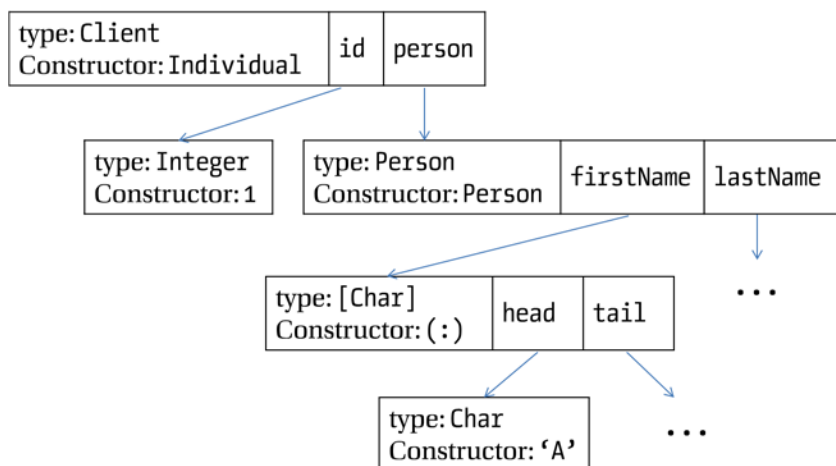 type: Client
Constructor: Individual
id
person
type: Integer
Constructor: 1
type: Person
Constructor: Person
firstName
lastName
type: [Char]
Constructor: (:)
head
tail
...
type: Char
Constructor: ‘A’
...